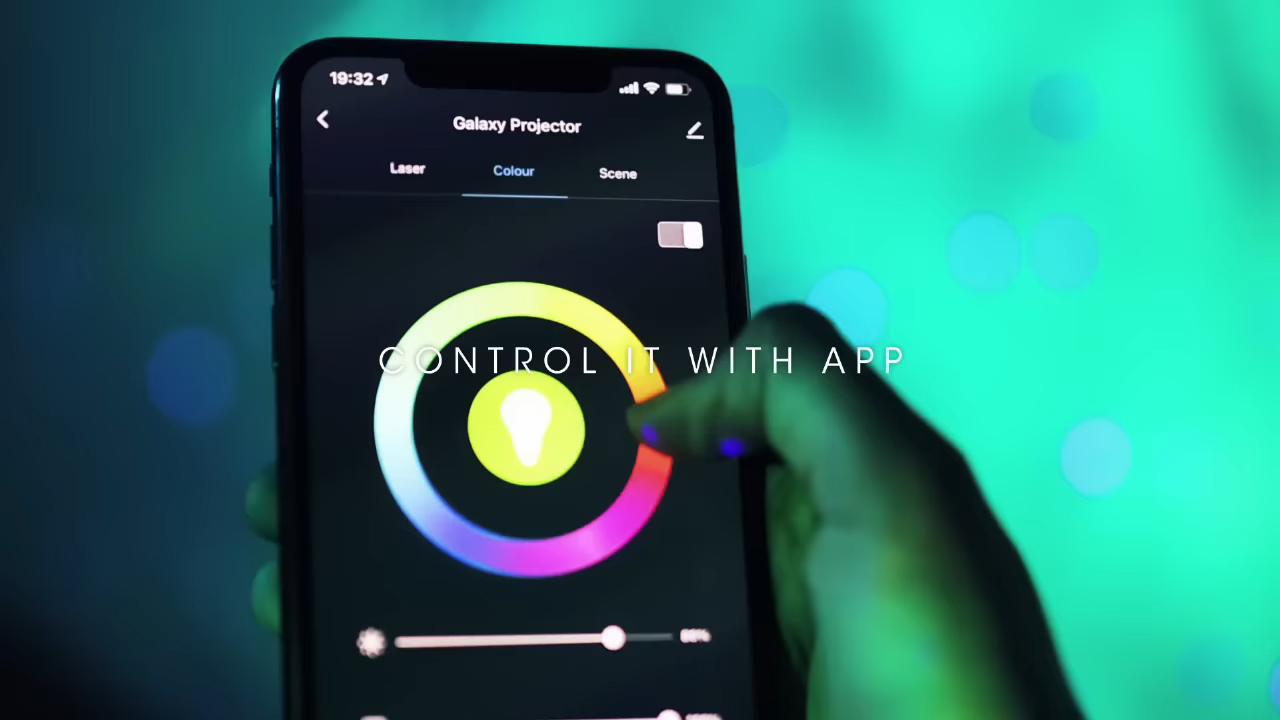 19:32
Galaxy Projector
Laser
Colour
Scene
CONTROL IT WITH APP